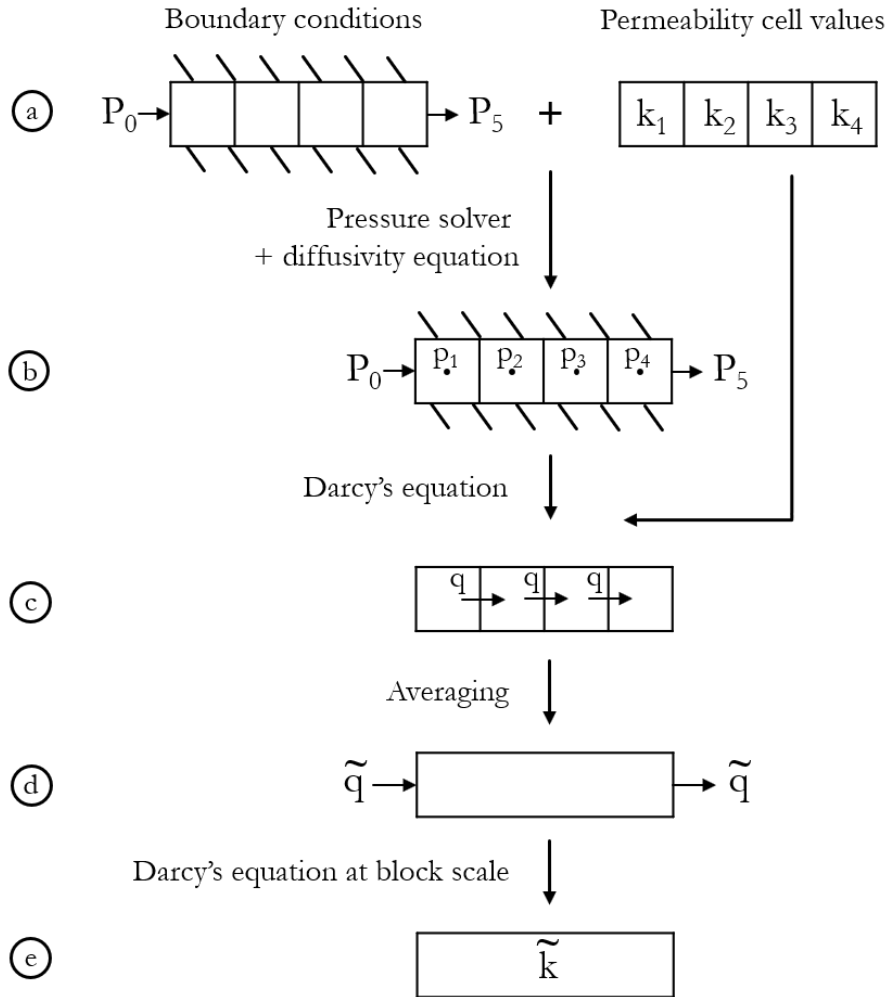 Boundary conditions
Permeability cell values
a
P₀
P₅
+
k₁
k₂
k₃
k₄
Pressure solver
+ diffusivity equation
b
P₀
p₁
p₂
p₃
p₄
P₅
Darcy’s equation
c
q
q
q
Averaging
d
q̃
q̃
Darcy’s equation at block scale
e
k̃